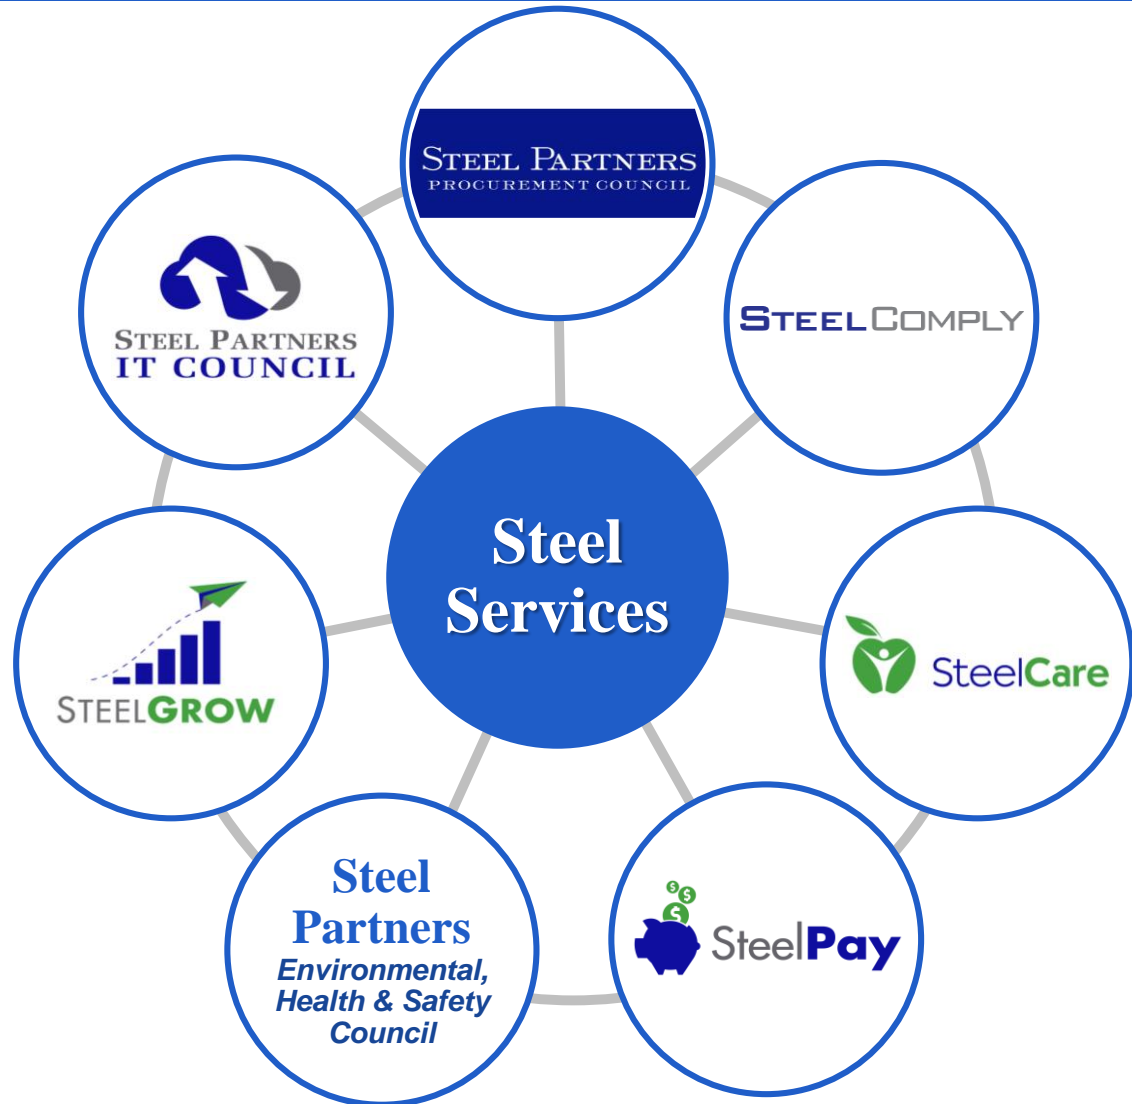 STEEL PARTNERS
PROCUREMENT COUNCIL
STEELCOMPLY
STEEL PARTNERS
IT COUNCIL
Steel
Services
SteelCare
STEELGROW
Steel
Partners
Environmental,
Health & Safety
Council
$ $
$
SteelPay